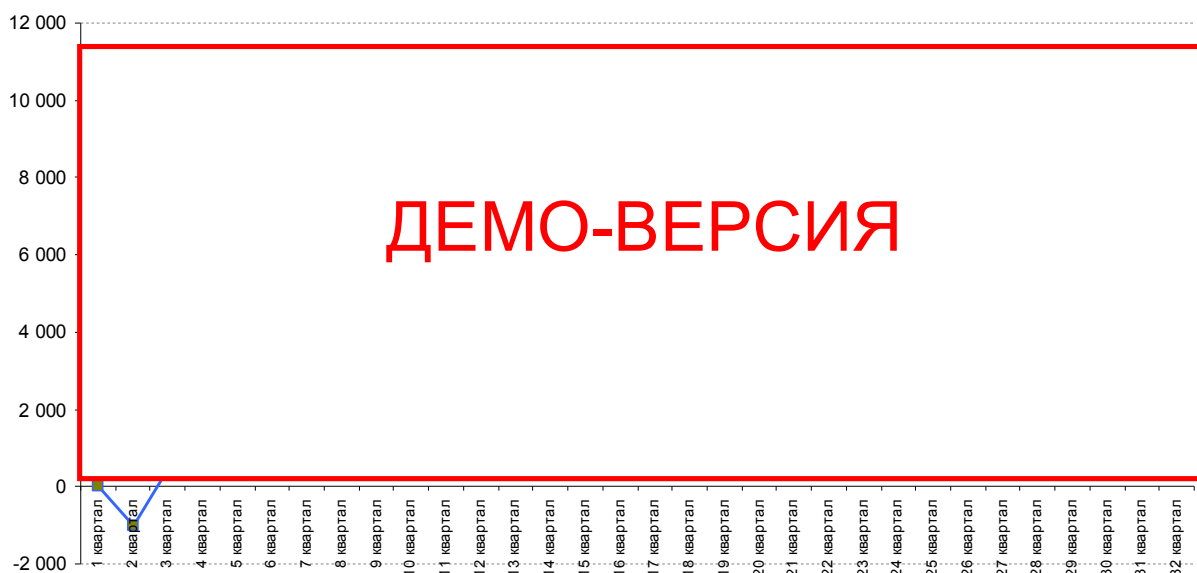 12 000
10 000
8 000
6 000
4 000
2 000
0
-2 000
ДЕМО-ВЕРСИЯ
1 квартал
2 квартал
3 квартал
4 квартал
5 квартал
6 квартал
7 квартал
8 квартал
9 квартал
10 квартал
11 квартал
12 квартал
13 квартал
14 квартал
15 квартал
16 квартал
17 квартал
18 квартал
19 квартал
20 квартал
21 квартал
22 квартал
23 квартал
24 квартал
25 квартал
26 квартал
27 квартал
28 квартал
29 квартал
30 квартал
31 квартал
32 квартал